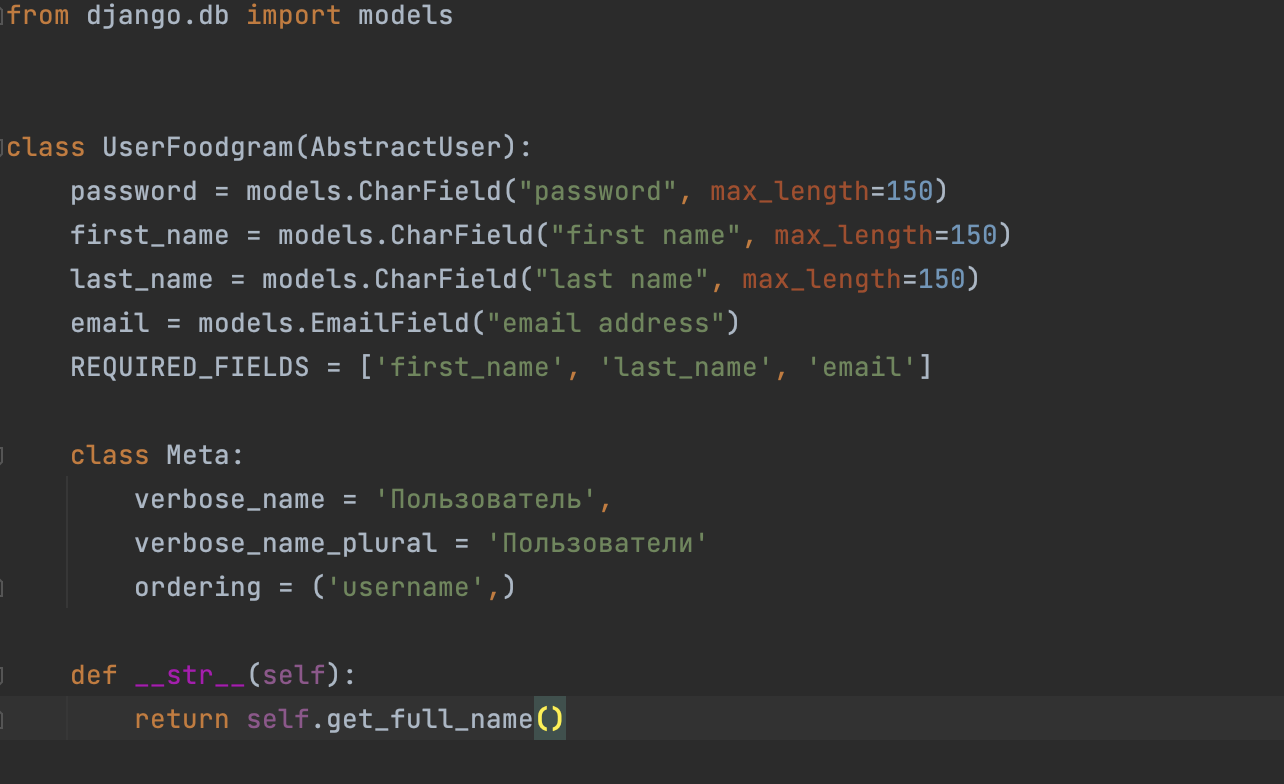 from django.db import models
class UserFoodgram(AbstractUser):
    password = models.CharField("password", max_length=150)
    first_name = models.CharField("first name", max_length=150)
    last_name = models.CharField("last name", max_length=150)
    email = models.EmailField("email address")
    REQUIRED_FIELDS = ['first_name', 'last_name', 'email']
    class Meta:
        verbose_name = 'Пользователь',
        verbose_name_plural = 'Пользователи'
        ordering = ('username',)
    def __str__(self):
        return self.get_full_name()